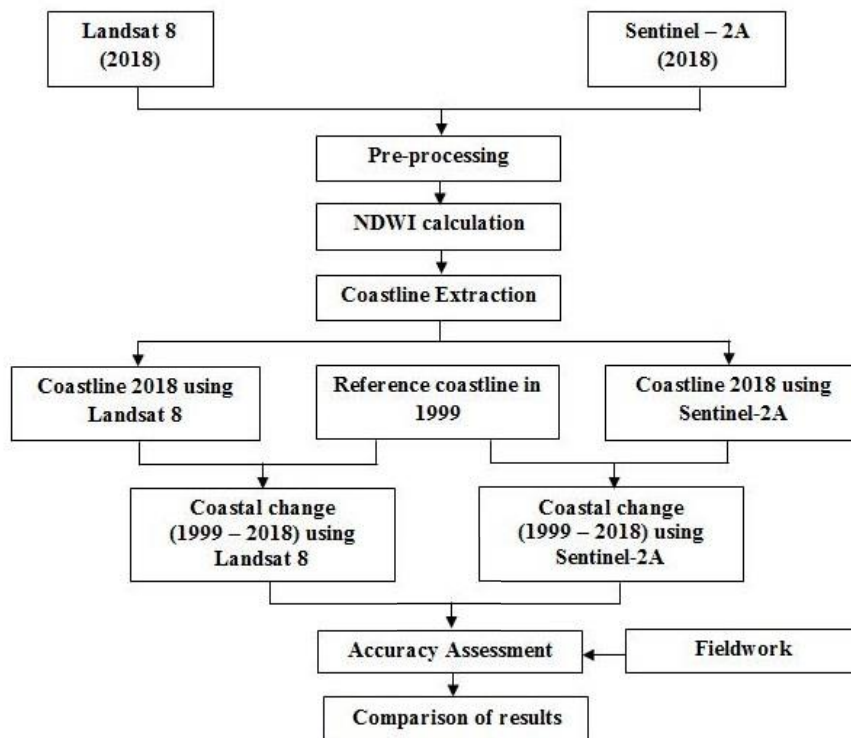 Landsat 8
(2018)
Sentinel – 2A
(2018)
Pre-processing
NDWI calculation
Coastline Extraction
Coastline 2018 using
Landsat 8
Reference coastline in
1999
Coastline 2018 using
Sentinel-2A
Coastal change
(1999 – 2018) using
Landsat 8
Coastal change
(1999 – 2018) using
Sentinel-2A
Accuracy Assessment
Fieldwork
Comparison of results